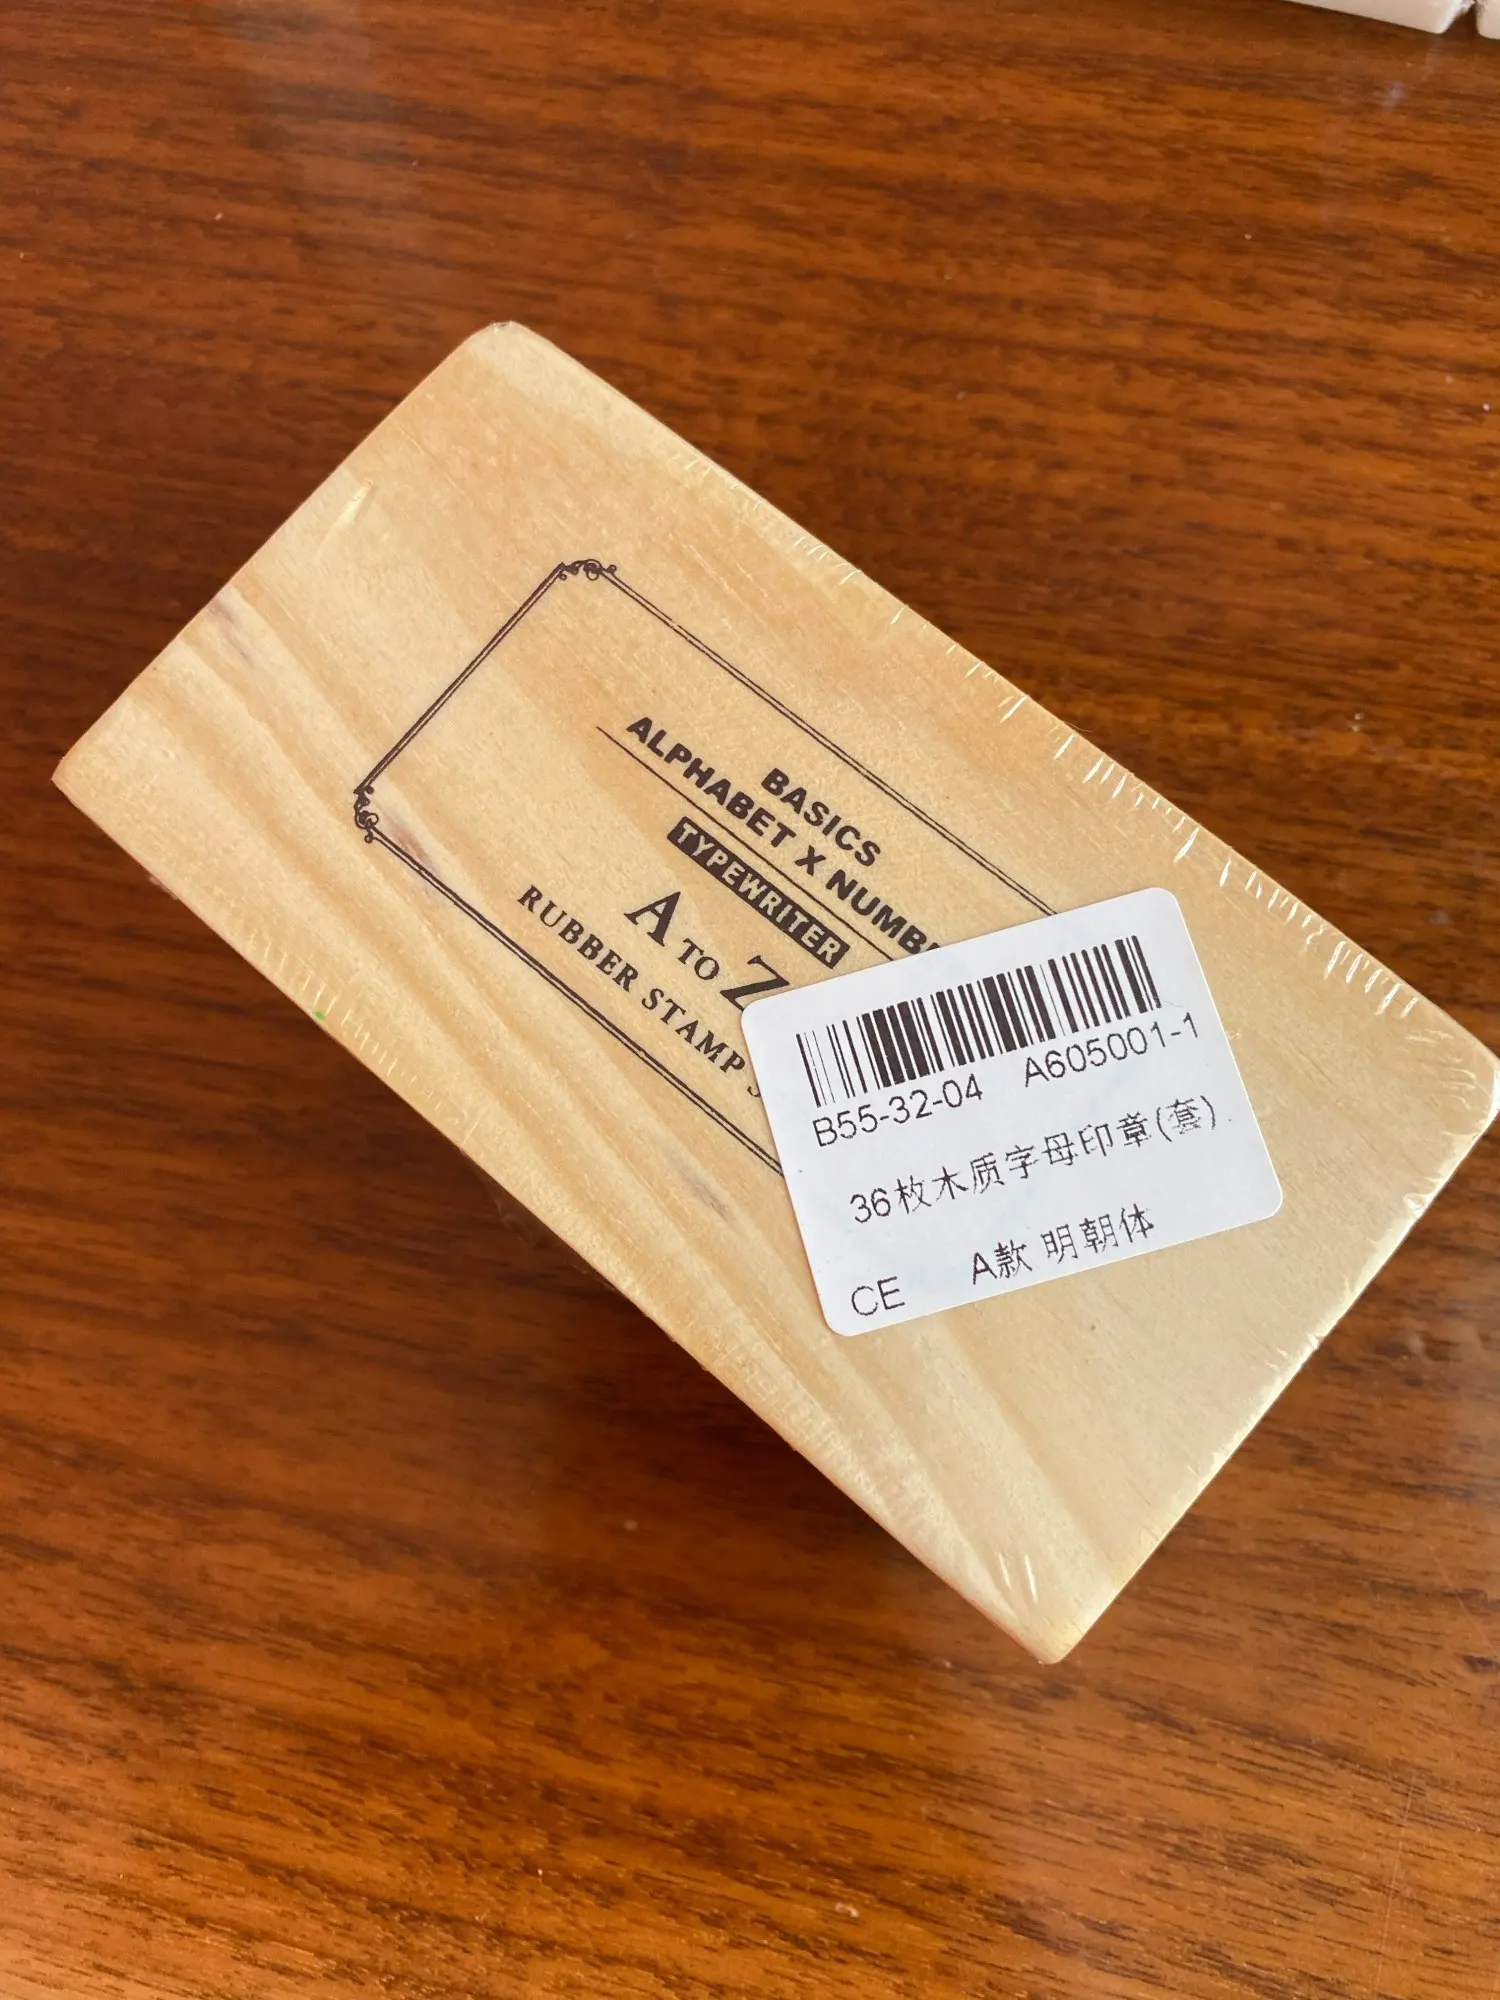 BASICS
ALPHABET X NUMB
TYPEWRITER
A TO Z
RUBBER STAMP
B55-32-04 A605001-1
36枚木质字母印章(套)
A款 明朝体
CE